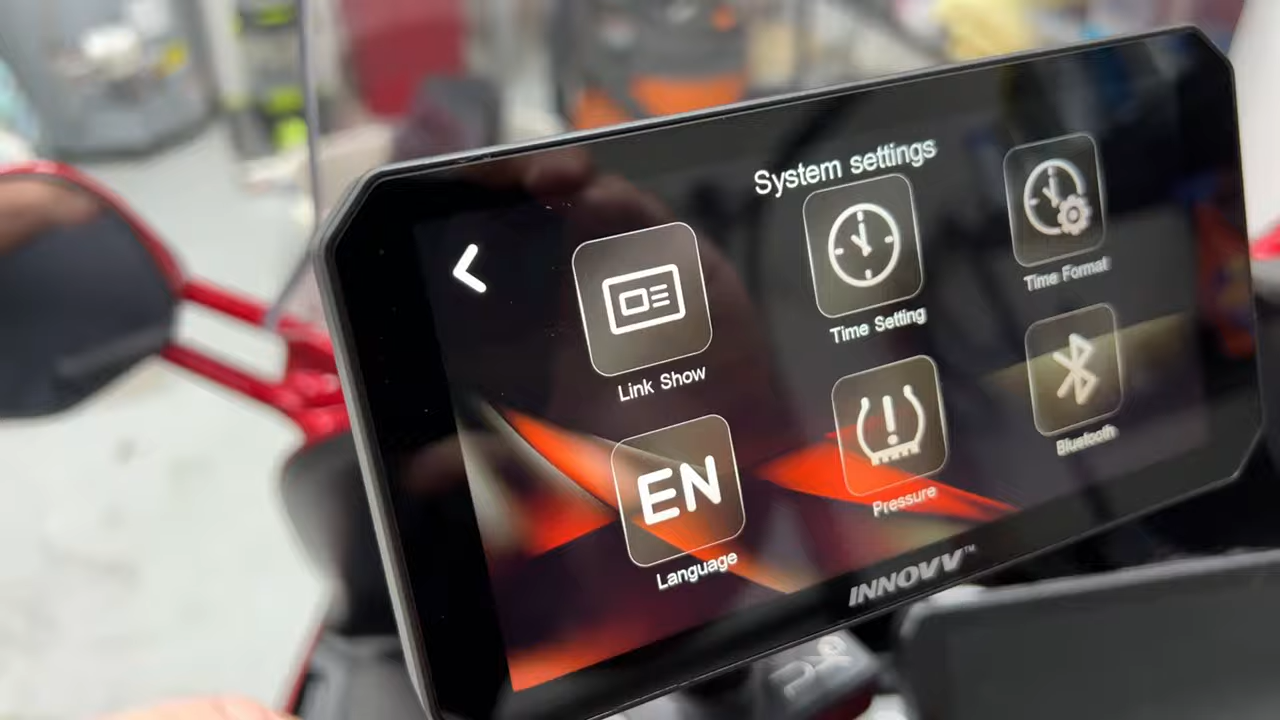 System settings
Link Show
Time Setting
Time Format
EN
Language
Pressure
Bluetooth
INNOVV™